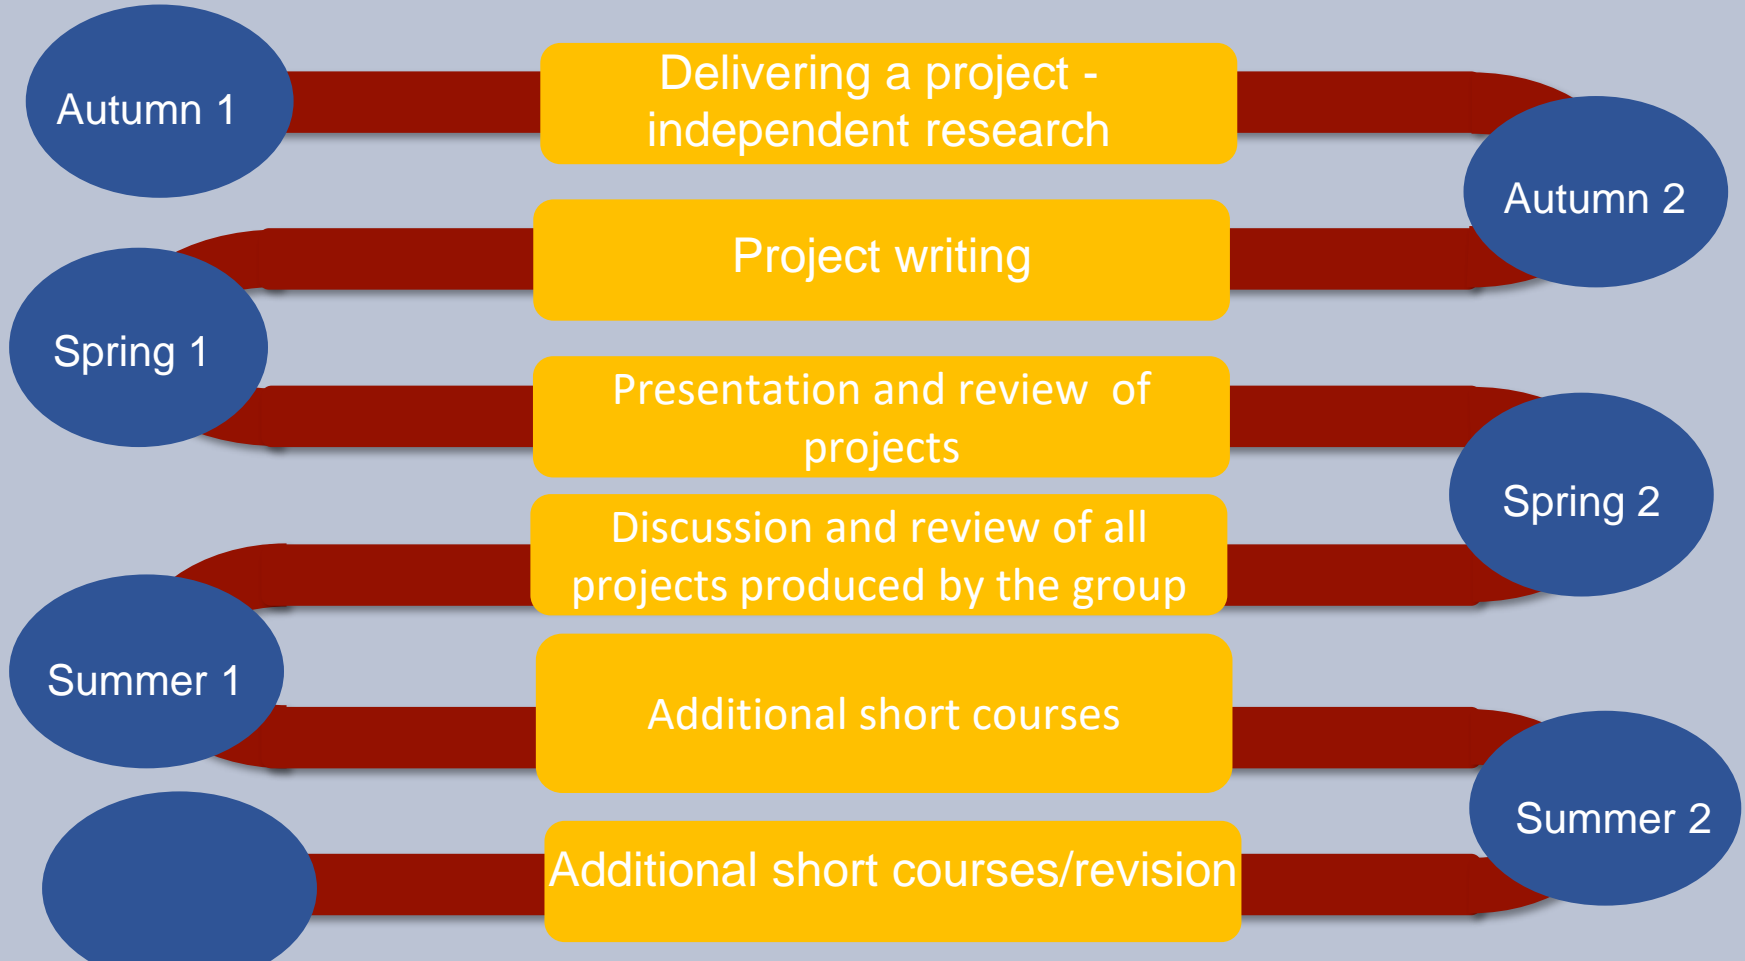 Autumn 1
Delivering a project -
independent research
Autumn 2
Project writing
Spring 1
Presentation and review  of
projects
Spring 2
Discussion and review of all
projects produced by the group
Summer 1
Additional short courses
Summer 2
Additional short courses/revision